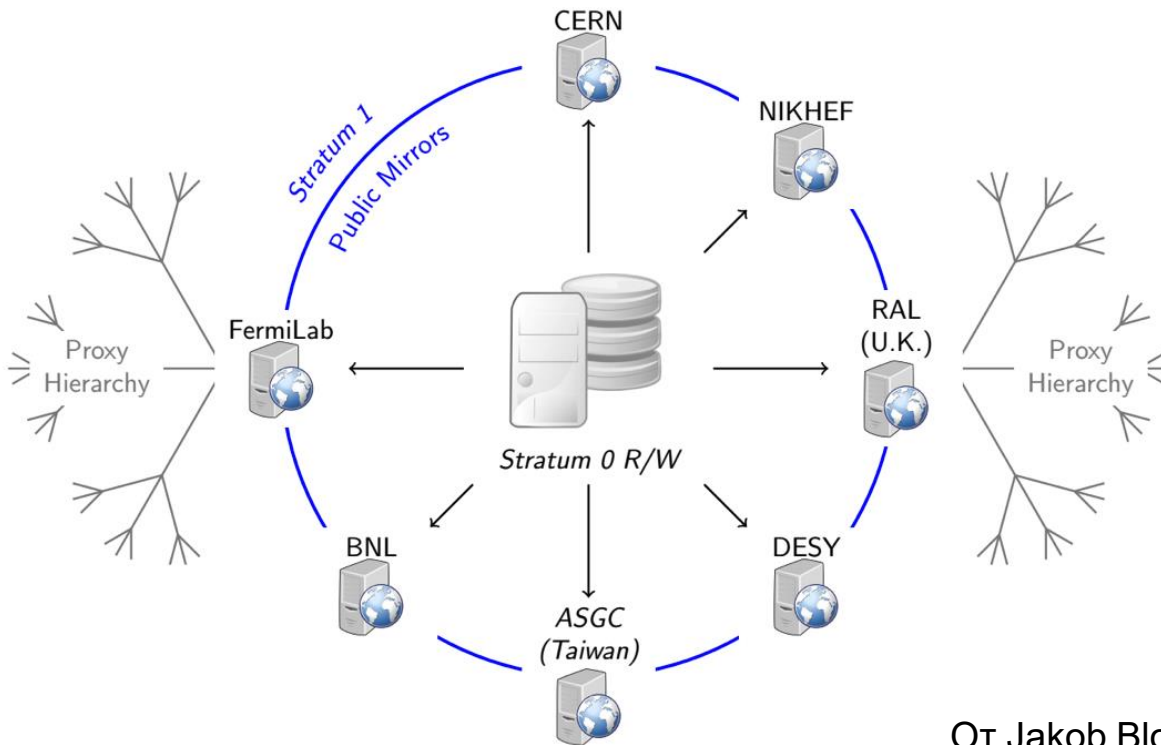 CERN
NIKHEF
Stratum 1
Public Mirrors
FermiLab
RAL
(U.K.)
Proxy
Hierarchy
Proxy
Hierarchy
Stratum 0 R/W
BNL
DESY
ASGC
(Taiwan)
От Jakob